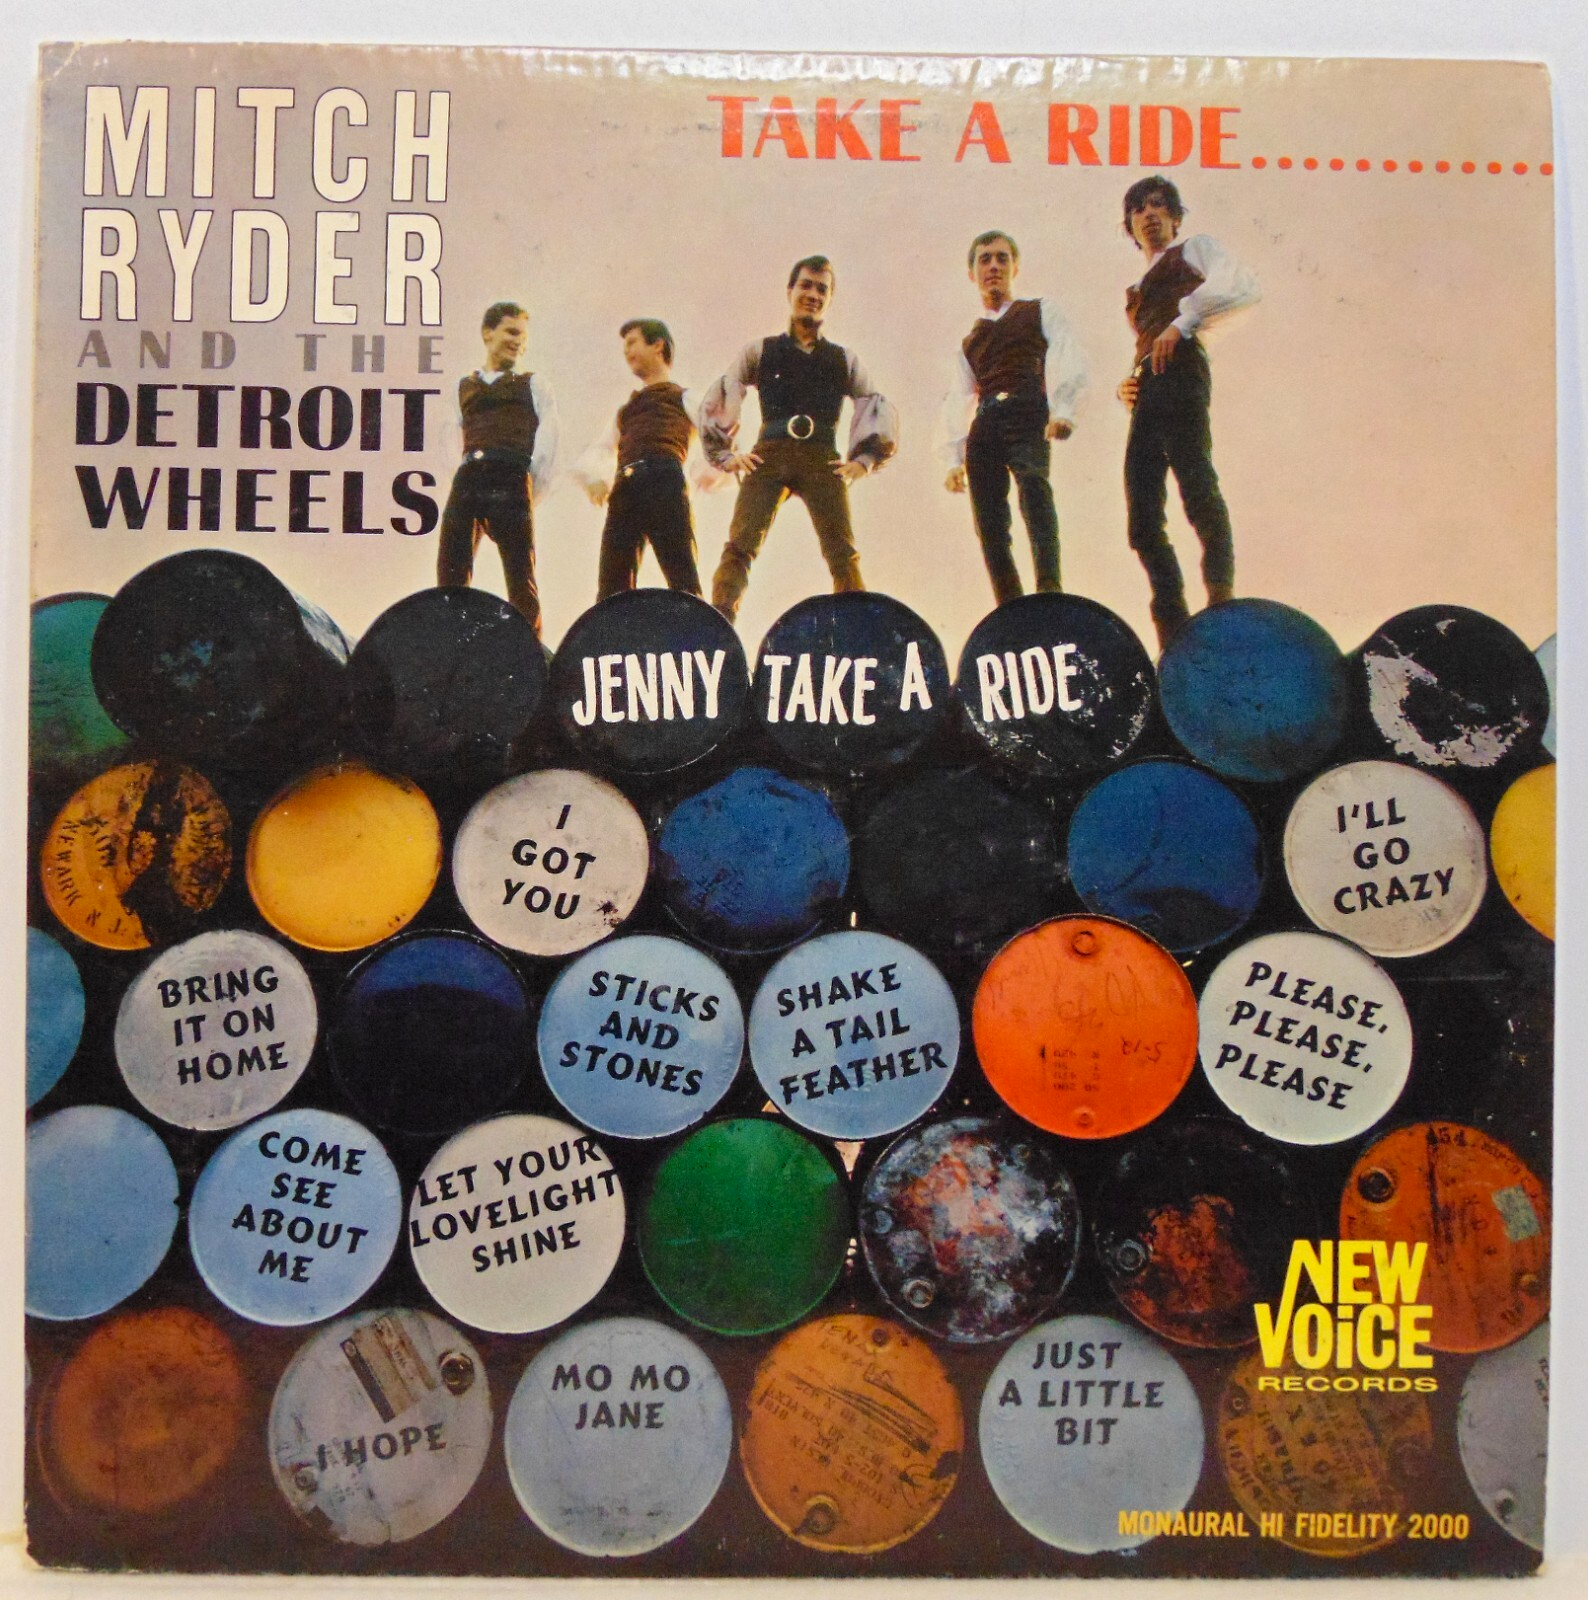 MITCH
RYDER
AND THE
DETROIT
WHEELS
TAKE A RIDE............
JENNY TAKE A RIDE
NEWARK
I
GOT
YOU
I'LL
GO
CRAZY
BRING
IT ON
HOME
STICKS
AND
STONES
SHAKE
A TAIL
FEATHER
PLEASE,
PLEASE,
PLEASE
COME
SEE
ABOUT
ME
LET YOUR
LOVELIGHT
SHINE
I HOPE
MO MO
JANE
JUST
A LITTLE
BIT
NEW
VOiCE
RECORDS
MONAURAL HI FIDELITY 2000